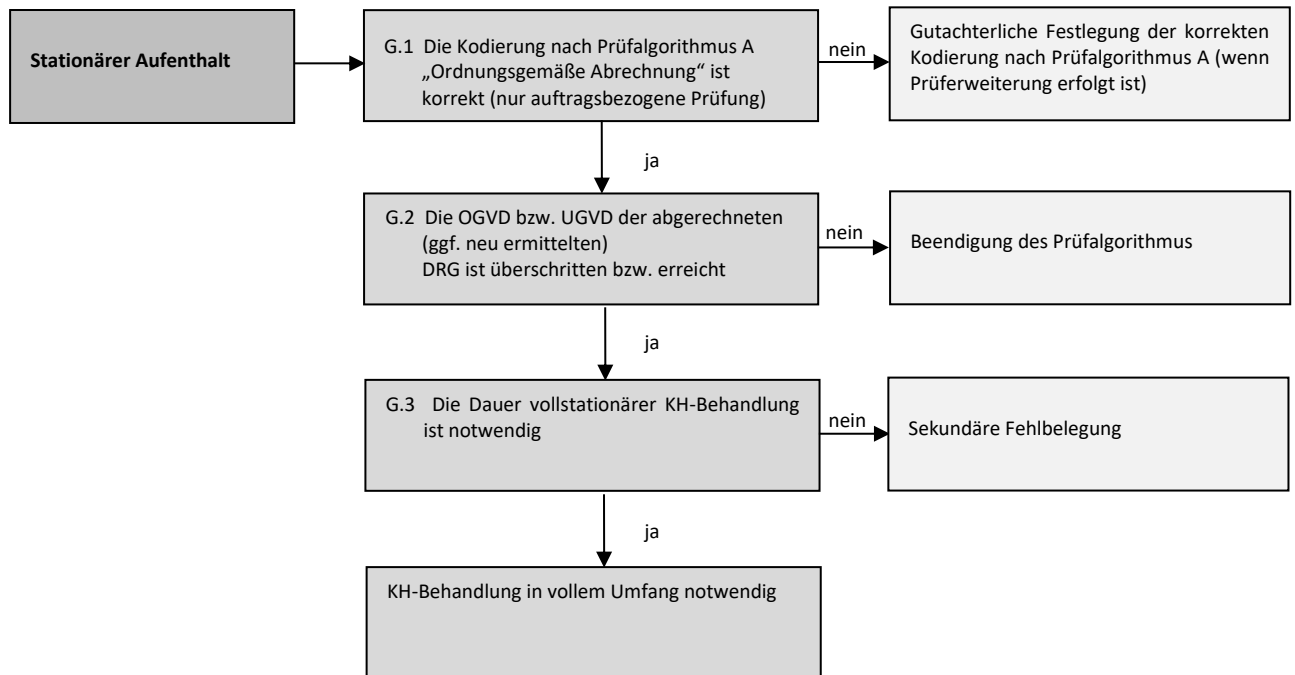 Stationärer Aufenthalt
G.1 Die Kodierung nach Prüfalgorithmus A
„Ordnungsgemäße Abrechnung“ ist
korrekt (nur auftragsbezogene Prüfung)
nein
Gutachterliche Festlegung der korrekten
Kodierung nach Prüfalgorithmus A (wenn
Prüferweiterung erfolgt ist)
ja
G.2 Die OGVD bzw. UGVD der abgerechneten
(ggf. neu ermittelten)
DRG ist überschritten bzw. erreicht
nein
Beendigung des Prüfalgorithmus
ja
G.3 Die Dauer vollstationärer KH-Behandlung
ist notwendig
nein
Sekundäre Fehlbelegung
ja
KH-Behandlung in vollem Umfang notwendig